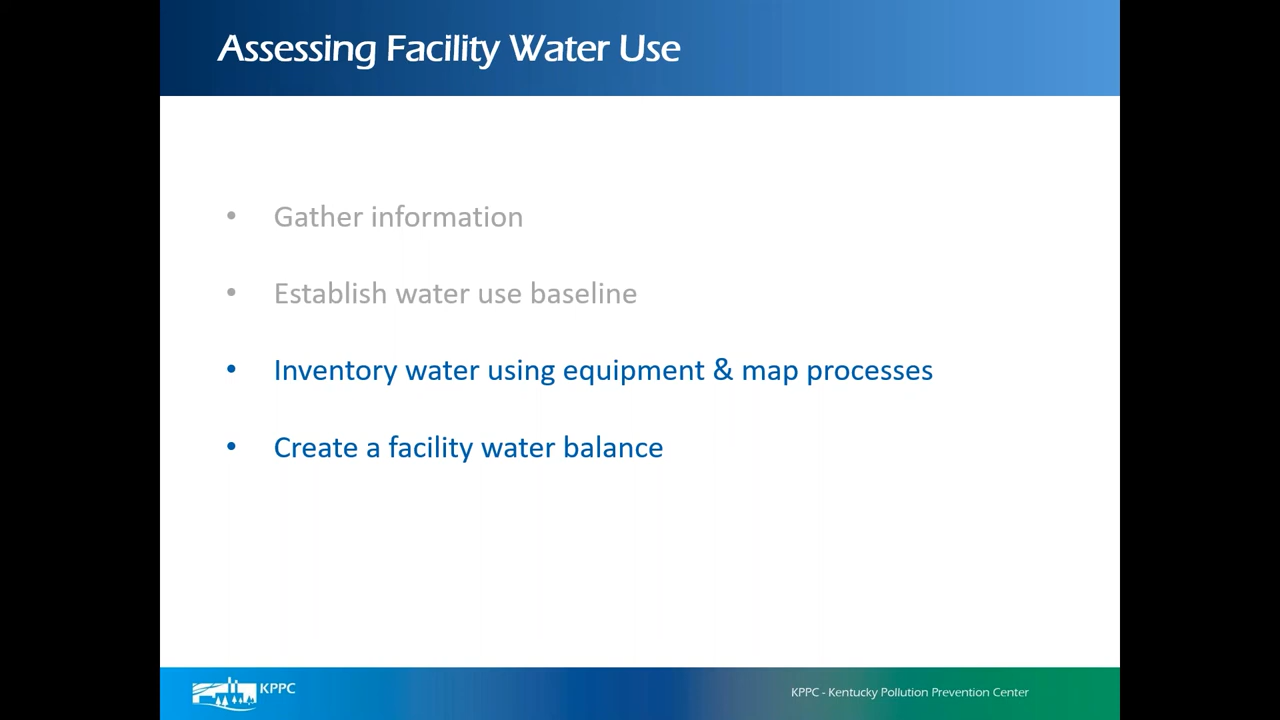 Assessing Facility Water Use
• Gather information
• Establish water use baseline
• Inventory water using equipment & map processes
• Create a facility water balance
KPPC
KPPC - Kentucky Pollution Prevention Center